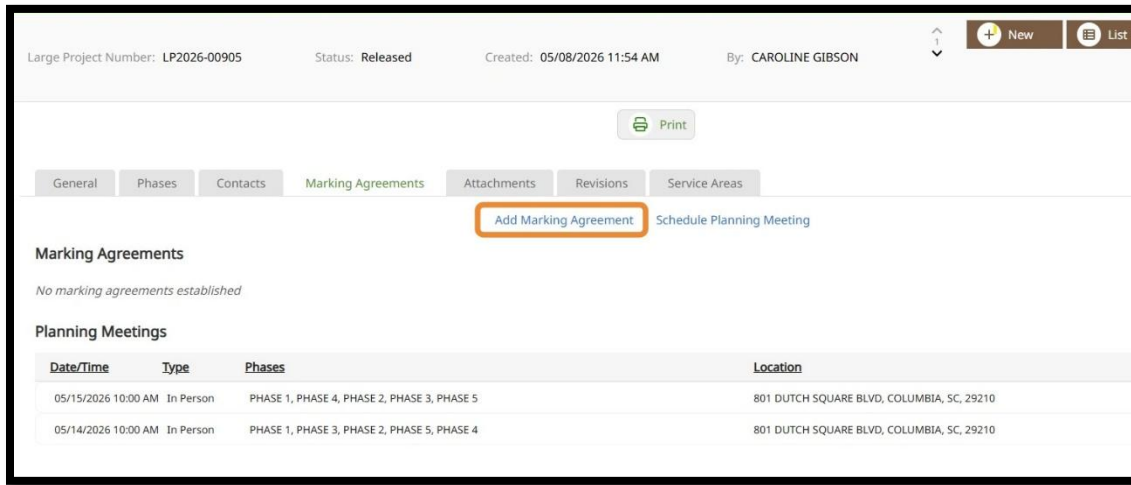 Large Project Number: LP2026-00905 Status: Released Created: 05/08/2026 11:54 AM By: CAROLINE GIBSON 1 New List
Print
General Phases Contacts Marking Agreements Attachments Revisions Service Areas
Add Marking Agreement Schedule Planning Meeting
Marking Agreements
No marking agreements established
Planning Meetings
Date/Time Type Phases Location
05/15/2026 10:00 AM In Person PHASE 1, PHASE 4, PHASE 2, PHASE 3, PHASE 5 801 DUTCH SQUARE BLVD, COLUMBIA, SC, 29210
05/14/2026 10:00 AM In Person PHASE 1, PHASE 3, PHASE 2, PHASE 5, PHASE 4 801 DUTCH SQUARE BLVD, COLUMBIA, SC, 29210